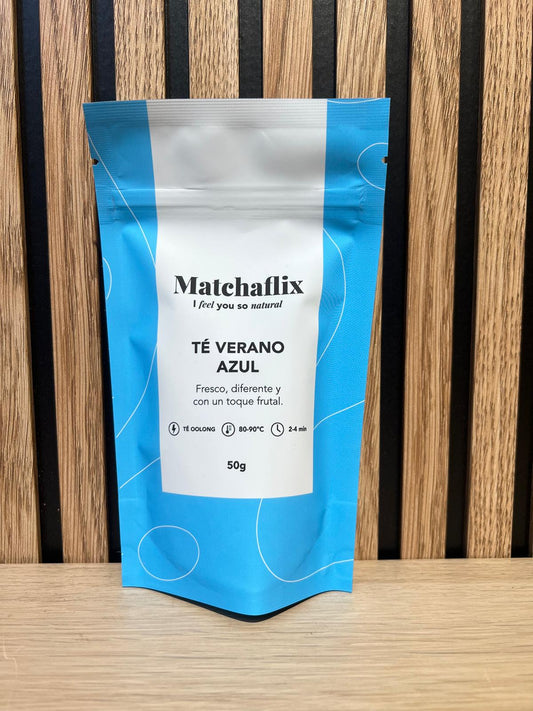 Matchaflix
I feel you so natural
TÉ VERANO
AZUL
Fresco, diferente y
con un toque frutal.
TÉ OOLONG 80-90°C 2-4 min
50g